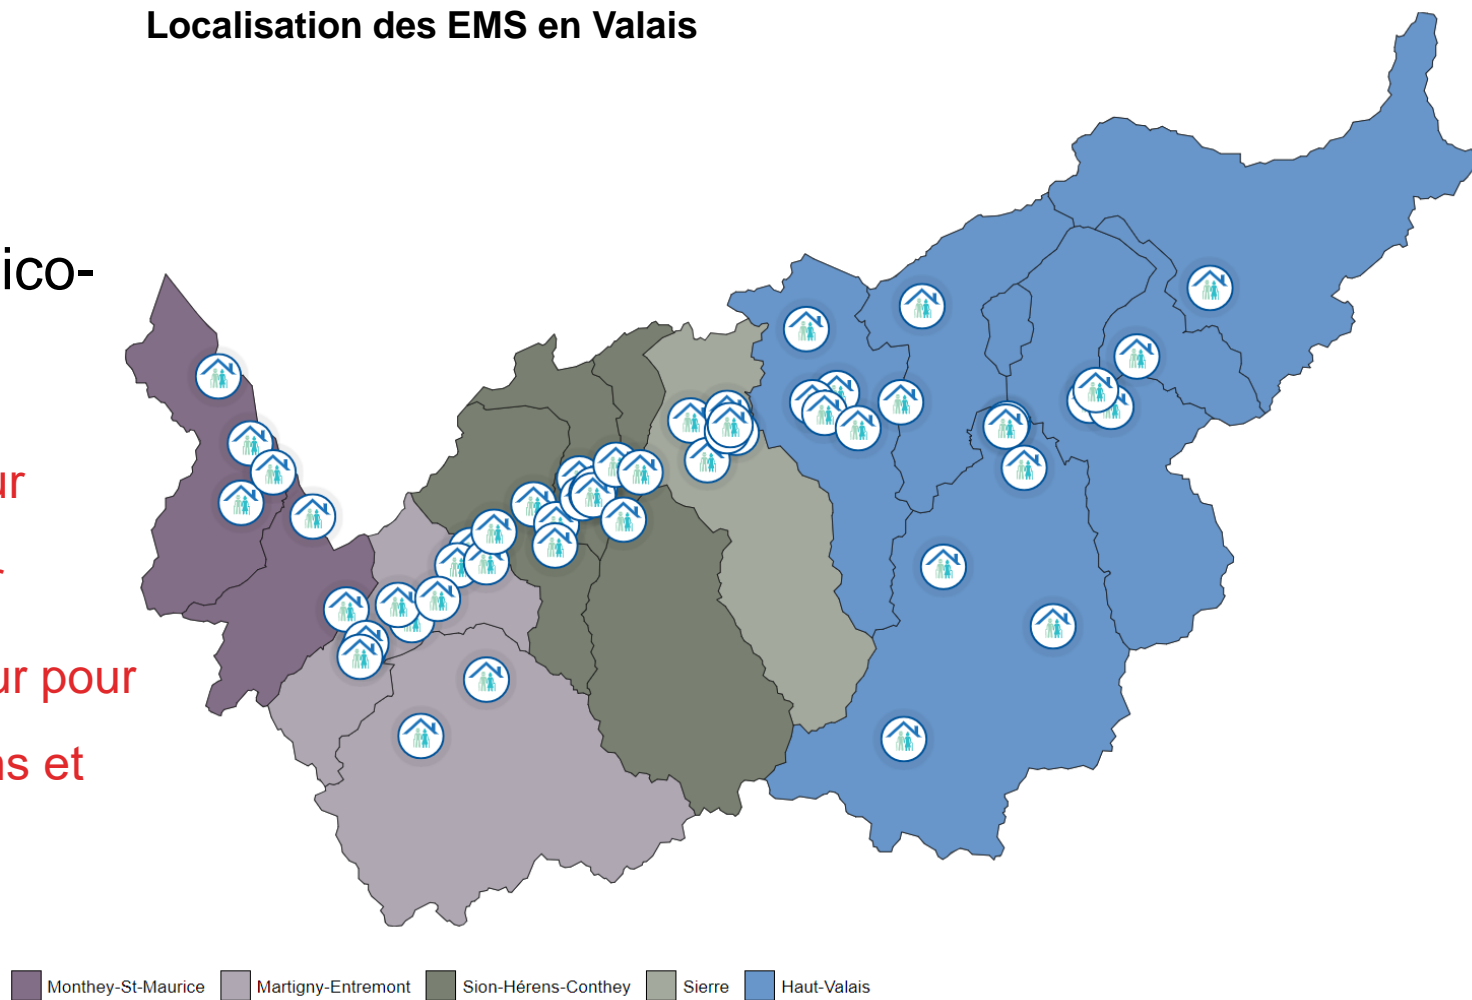 Localisation des EMS en Valais
ico-
ur
r
ur pour
ns et
Monthey-St-Maurice
Martigny-Entremont
Sion-Hérens-Conthey
Sierre
Haut-Valais